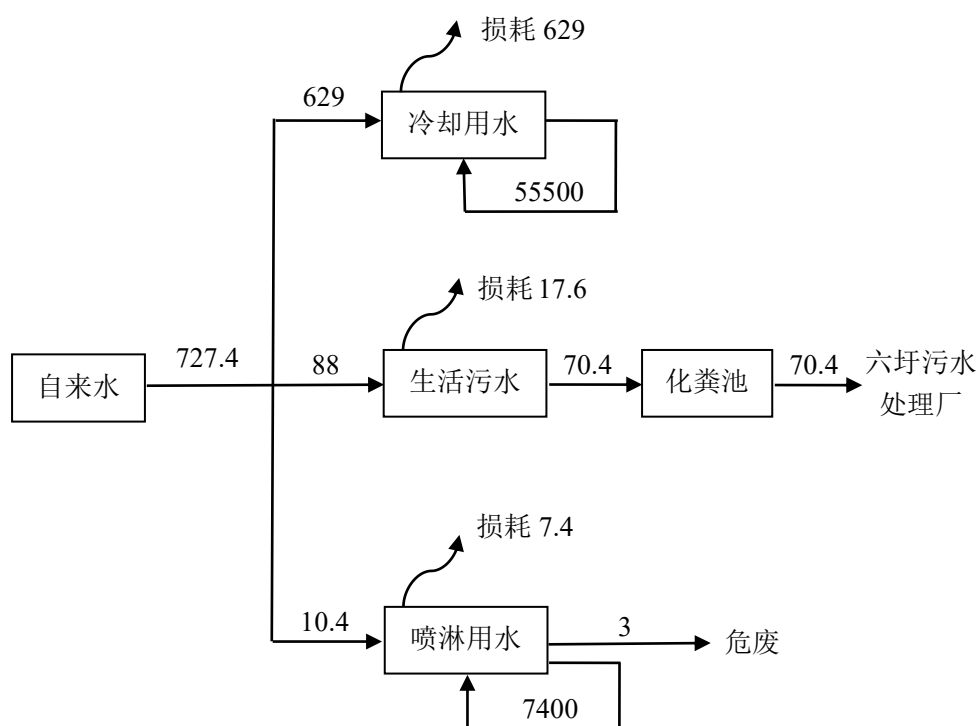 损耗 629
629
冷却用水
55500
损耗 17.6
727.4
88
70.4
70.4
自来水
生活污水
化粪池
六圩污水
处理厂
损耗 7.4
10.4
喷淋用水
3
危废
7400